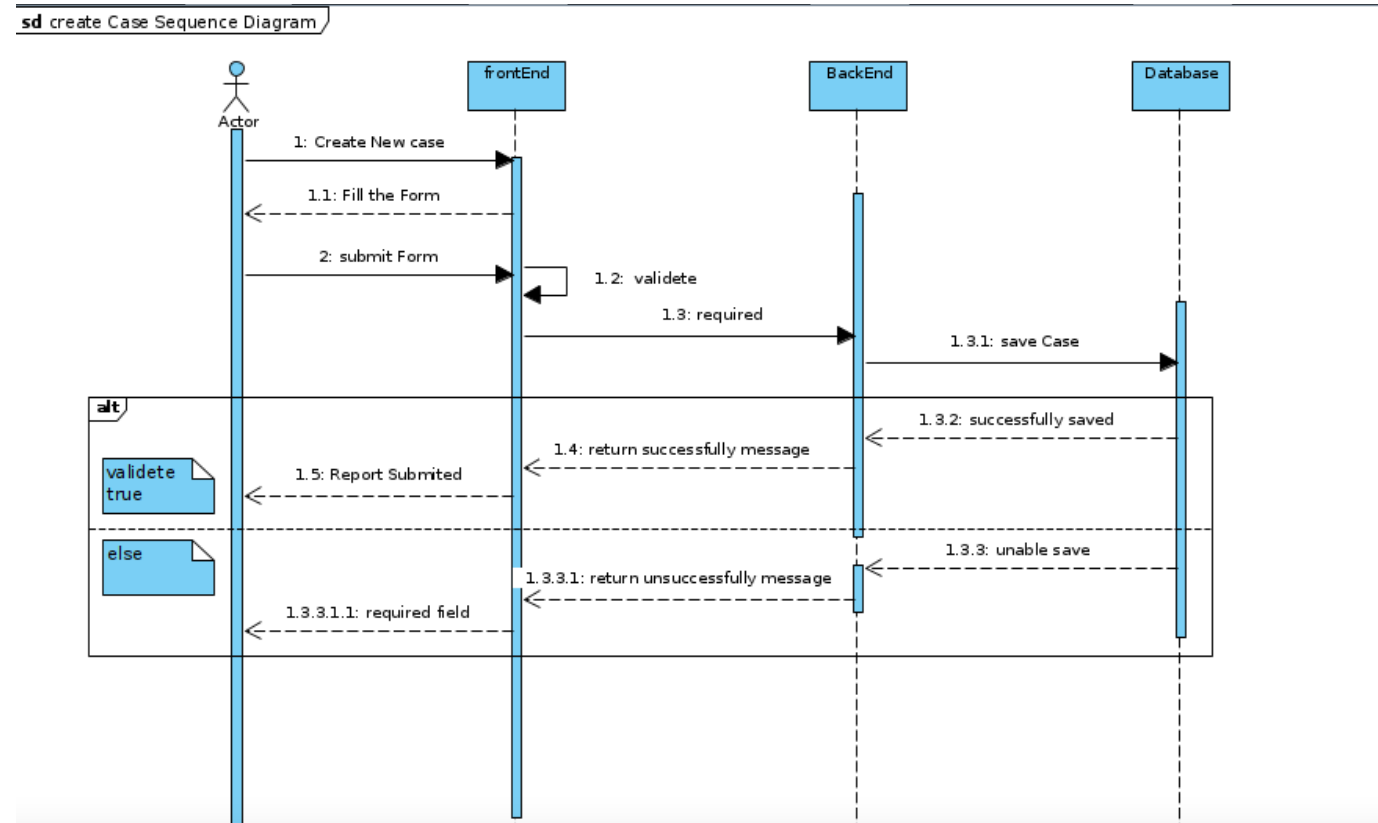 sd create Case Sequence Diagram
frontEnd
BackEnd
Database
Actor
1: Create New case
1.1: Fill the Form
2: submit Form
1.2: validete
1.3: required
1.3.1: save Case
alt
1.3.2: successfully saved
1.4: return successfully message
validete
true
1.5: Report Submited
else
1.3.3: unable save
1.3.3.1: return unsuccessfully message
1.3.3.1.1: required field